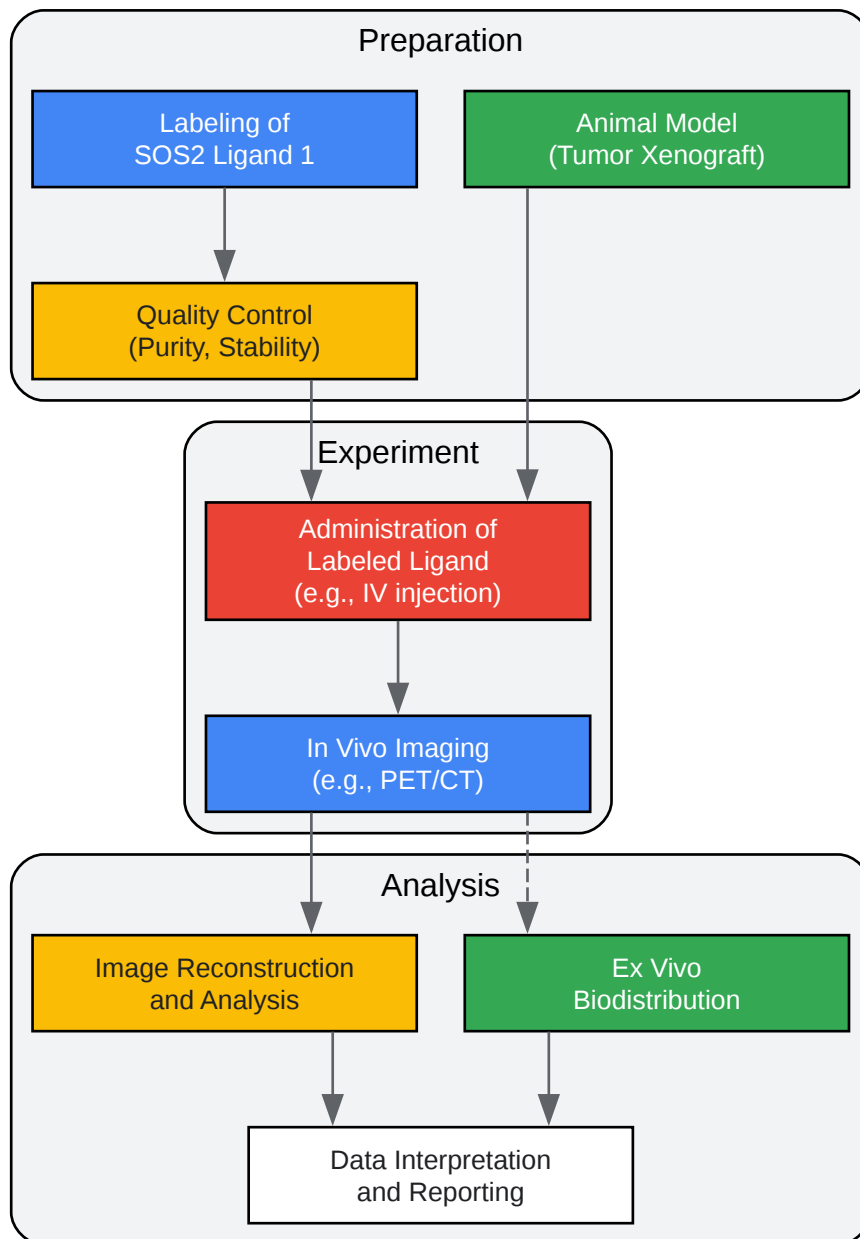 Preparation
Labeling of
SOS2 Ligand 1
Animal Model
(Tumor Xenograft)
Quality Control
(Purity, Stability)
Experiment
Administration of
Labeled Ligand
(e.g., IV injection)
In Vivo Imaging
(e.g., PET/CT)
Analysis
Image Reconstruction
and Analysis
Ex Vivo
Biodistribution
Data Interpretation
and Reporting